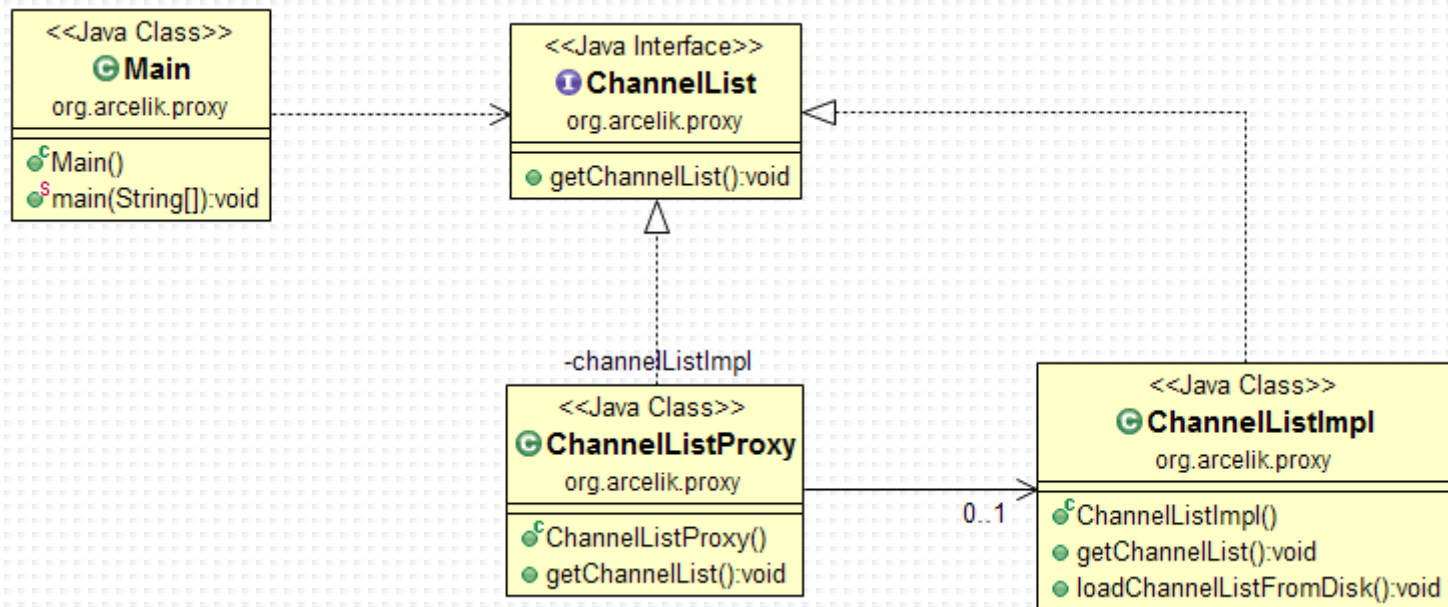 <<Java Class>>
Main
org.arcelik.proxy
Main()
main(String[]):void
<<Java Interface>>
ChannelList
org.arcelik.proxy
getChannelList():void
-channelListImpl
<<Java Class>>
ChannelListProxy
org.arcelik.proxy
ChannelListProxy()
getChannelList():void
0..1
<<Java Class>>
ChannelListImpl
org.arcelik.proxy
ChannelListImpl()
getChannelList():void
loadChannelListFromDisk():void